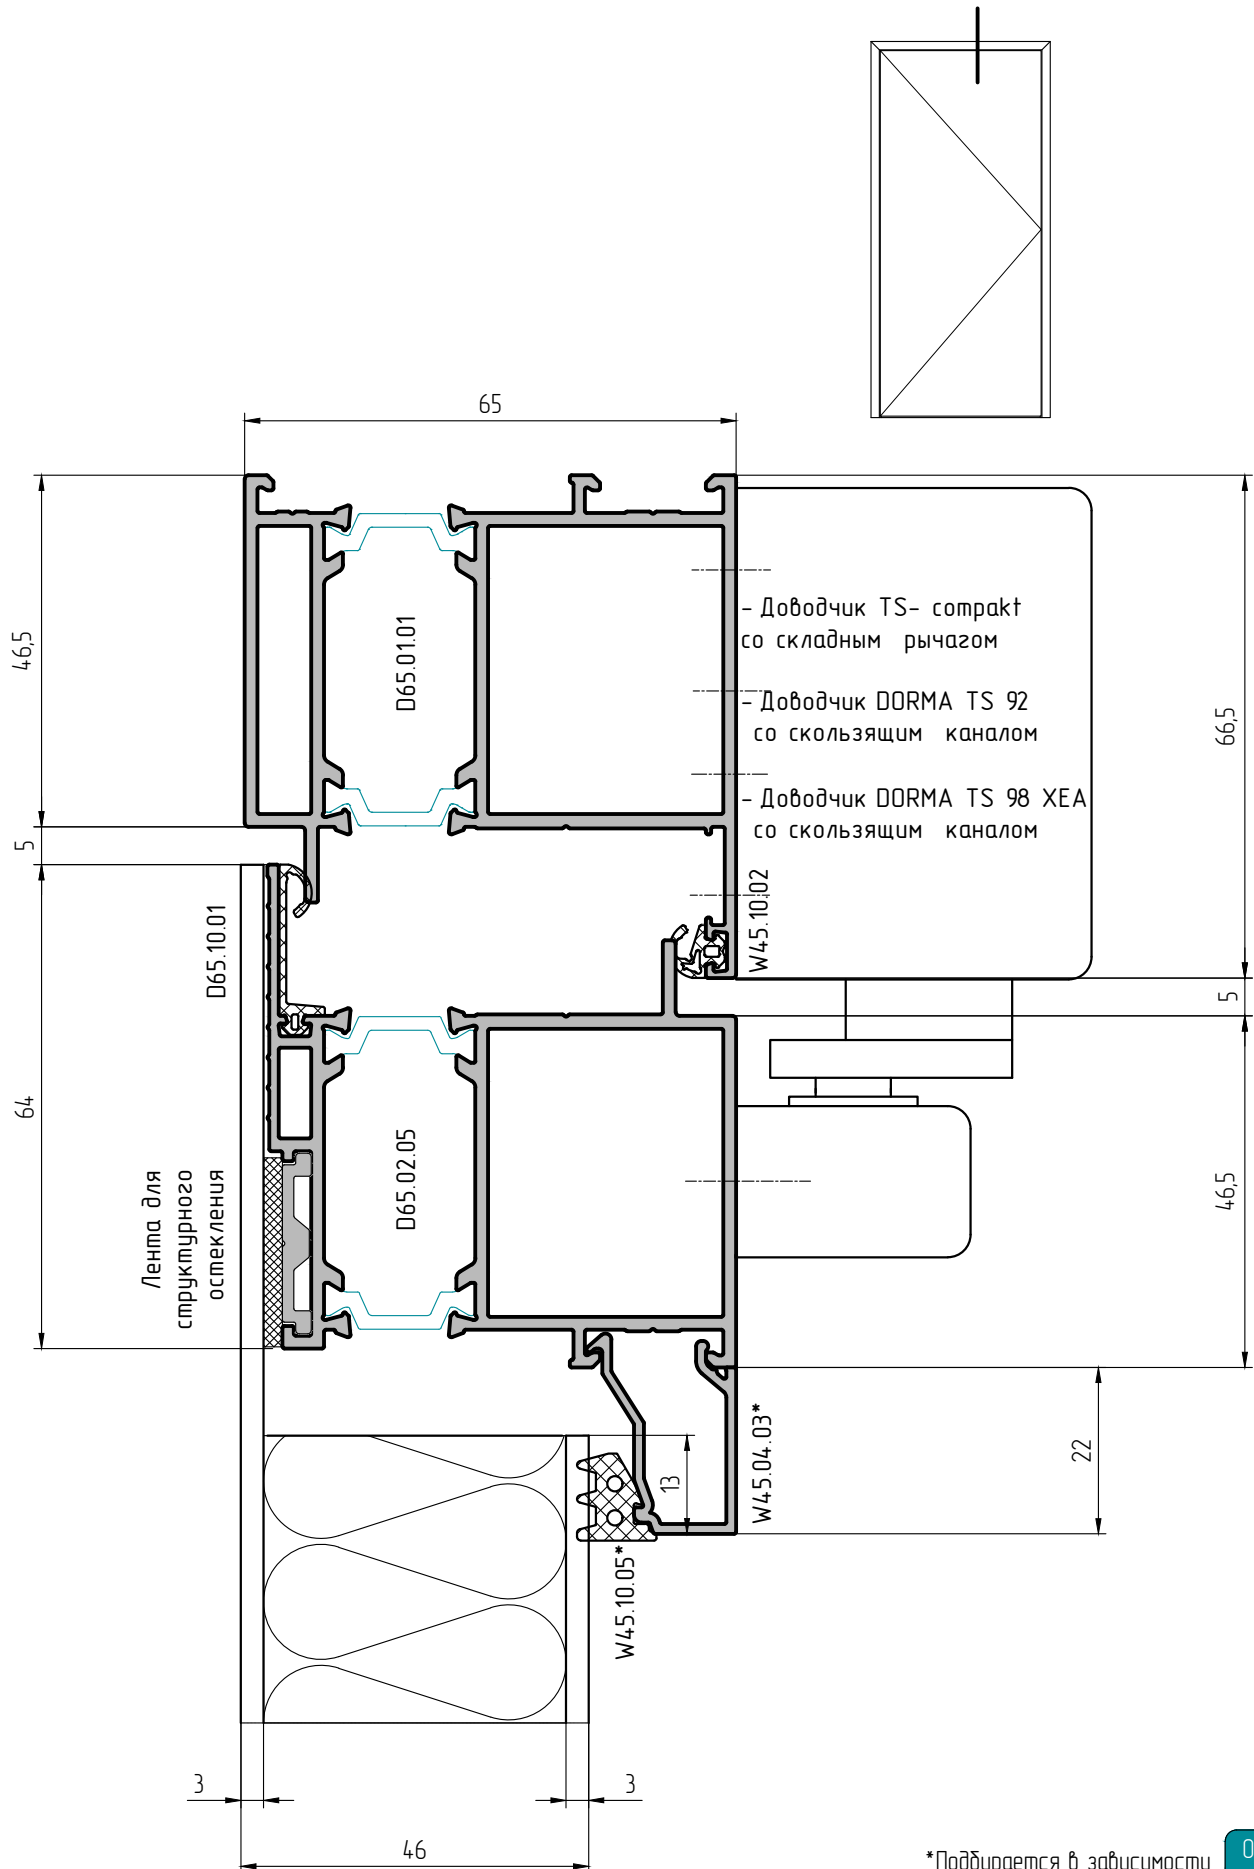 65
46,5
5
64
D65.01.01
- Доводчик TS- compakt
со складным рычагом
- Доводчик DORMA TS 92
со скользящим каналом
- Доводчик DORMA TS 98 XEA
со скользящим каналом
66,5
5
46,5
D65.10.01
W45.10.02
D65.02.05
Лента для
структурного
остекления
W45.04.03*
22
13
W45.10.05*
3
3
46
*Подбирается в зависимости